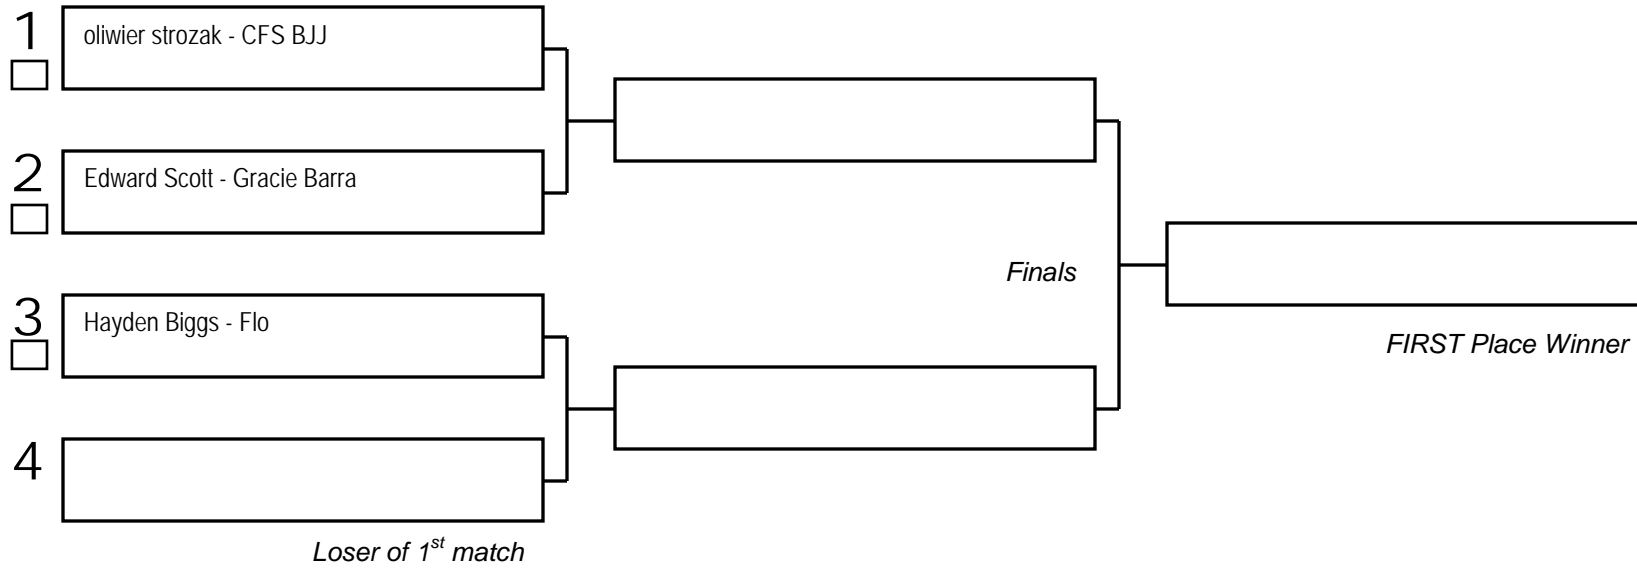 1
oliwier strozak - CFS BJJ
2
Edward Scott - Gracie Barra
Finals
3
Hayden Biggs - Flo
FIRST Place Winner
4
Loser of 1st match